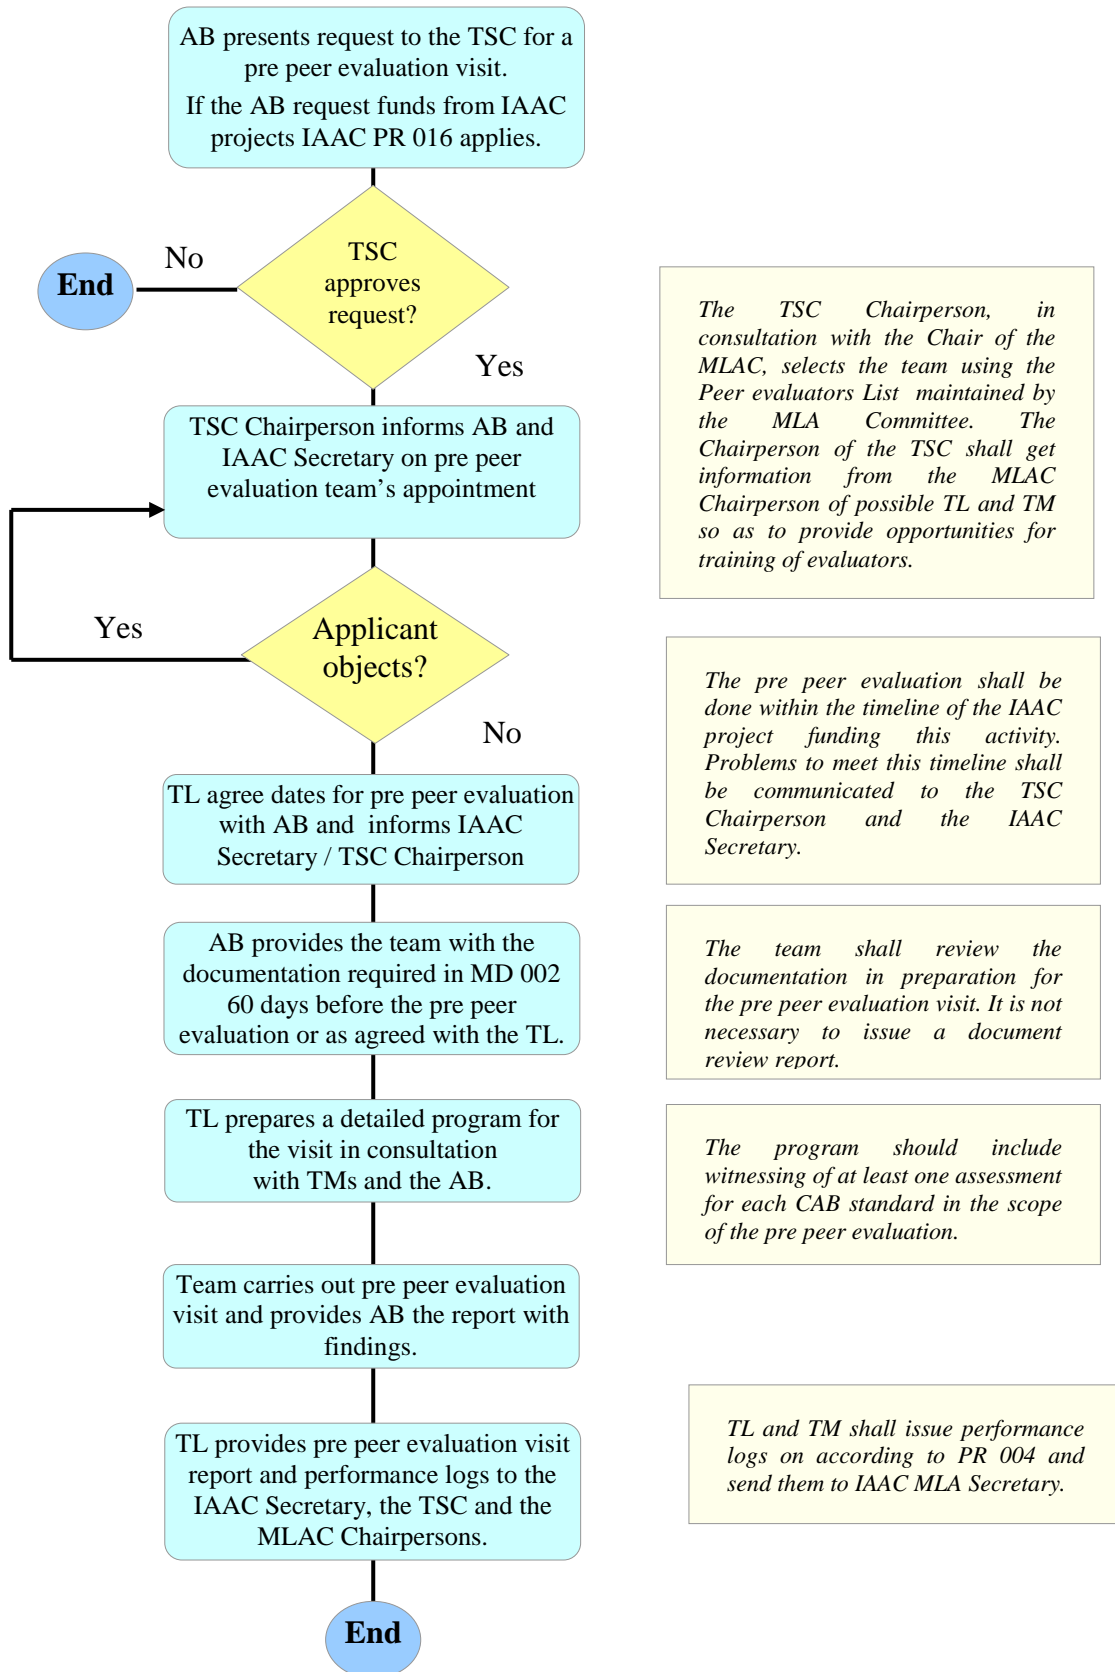 AB presents request to the TSC for a
pre peer evaluation visit.
If the AB request funds from IAAC
projects IAAC PR 016 applies.
No
End
TSC
approves
request?
Yes
The TSC Chairperson, in
consultation with the Chair of the
MLAC, selects the team using the
Peer evaluators List maintained by
the MLA Committee. The
Chairperson of the TSC shall get
information from the MLAC
Chairperson of possible TL and TM
so as to provide opportunities for
training of evaluators.
TSC Chairperson informs AB and
IAAC Secretary on pre peer
evaluation team’s appointment
Yes
Applicant
objects?
No
The pre peer evaluation shall be
done within the timeline of the IAAC
project funding this activity.
Problems to meet this timeline shall
be communicated to the TSC
Chairperson and the IAAC
Secretary.
TL agree dates for pre peer evaluation
with AB and informs IAAC
Secretary / TSC Chairperson
AB provides the team with the
documentation required in MD 002
60 days before the pre peer
evaluation or as agreed with the TL.
The team shall review the
documentation in preparation for
the pre peer evaluation visit. It is not
necessary to issue a document
review report.
TL prepares a detailed program for
the visit in consultation
with TMs and the AB.
The program should include
witnessing of at least one assessment
for each CAB standard in the scope
of the pre peer evaluation.
Team carries out pre peer evaluation
visit and provides AB the report with
findings.
TL provides pre peer evaluation visit
report and performance logs to the
IAAC Secretary, the TSC and the
MLAC Chairpersons.
TL and TM shall issue performance
logs on according to PR 004 and
send them to IAAC MLA Secretary.
End